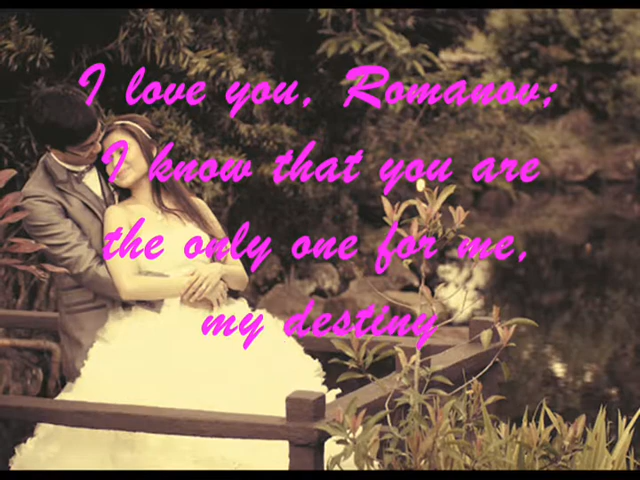 I love you, Romanov;
I know that you are
the only one for me,
my destiny